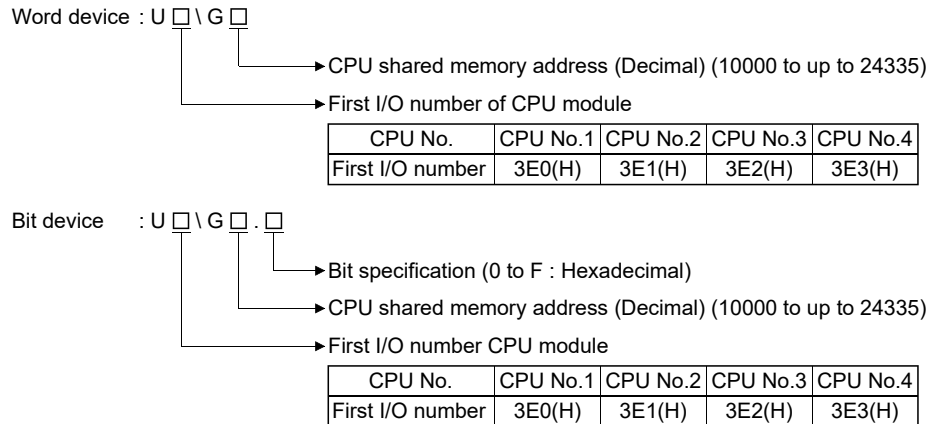 Word device : U □ \ G □
CPU shared memory address (Decimal) (10000 to up to 24335)
First I/O number of CPU module
CPU No. CPU No.1 CPU No.2 CPU No.3 CPU No.4
First I/O number 3E0(H) 3E1(H) 3E2(H) 3E3(H)
Bit device : U □ \ G □ . □
Bit specification (0 to F : Hexadecimal)
CPU shared memory address (Decimal) (10000 to up to 24335)
First I/O number CPU module
CPU No. CPU No.1 CPU No.2 CPU No.3 CPU No.4
First I/O number 3E0(H) 3E1(H) 3E2(H) 3E3(H)